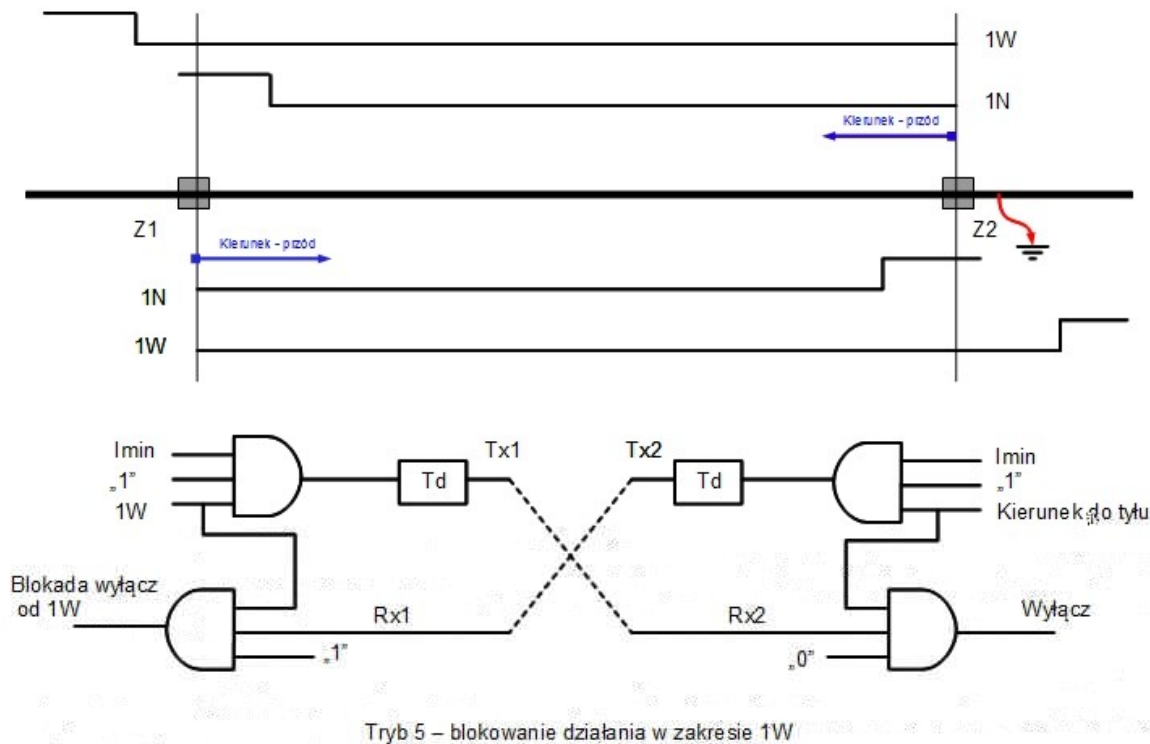 1W
1N
Kierunek - przód
Z1
Z2
Kierunek - przód
1N
1W
Imin
„1”
1W
Td
Tx1
Tx2
Td
Imin
„1”
Kierunek do tyłu
Blokada wyłącz
od 1W
Rx1
„1”
Rx2
„0”
Wyłącz
Tryb 5 – blokowanie działania w zakresie 1W